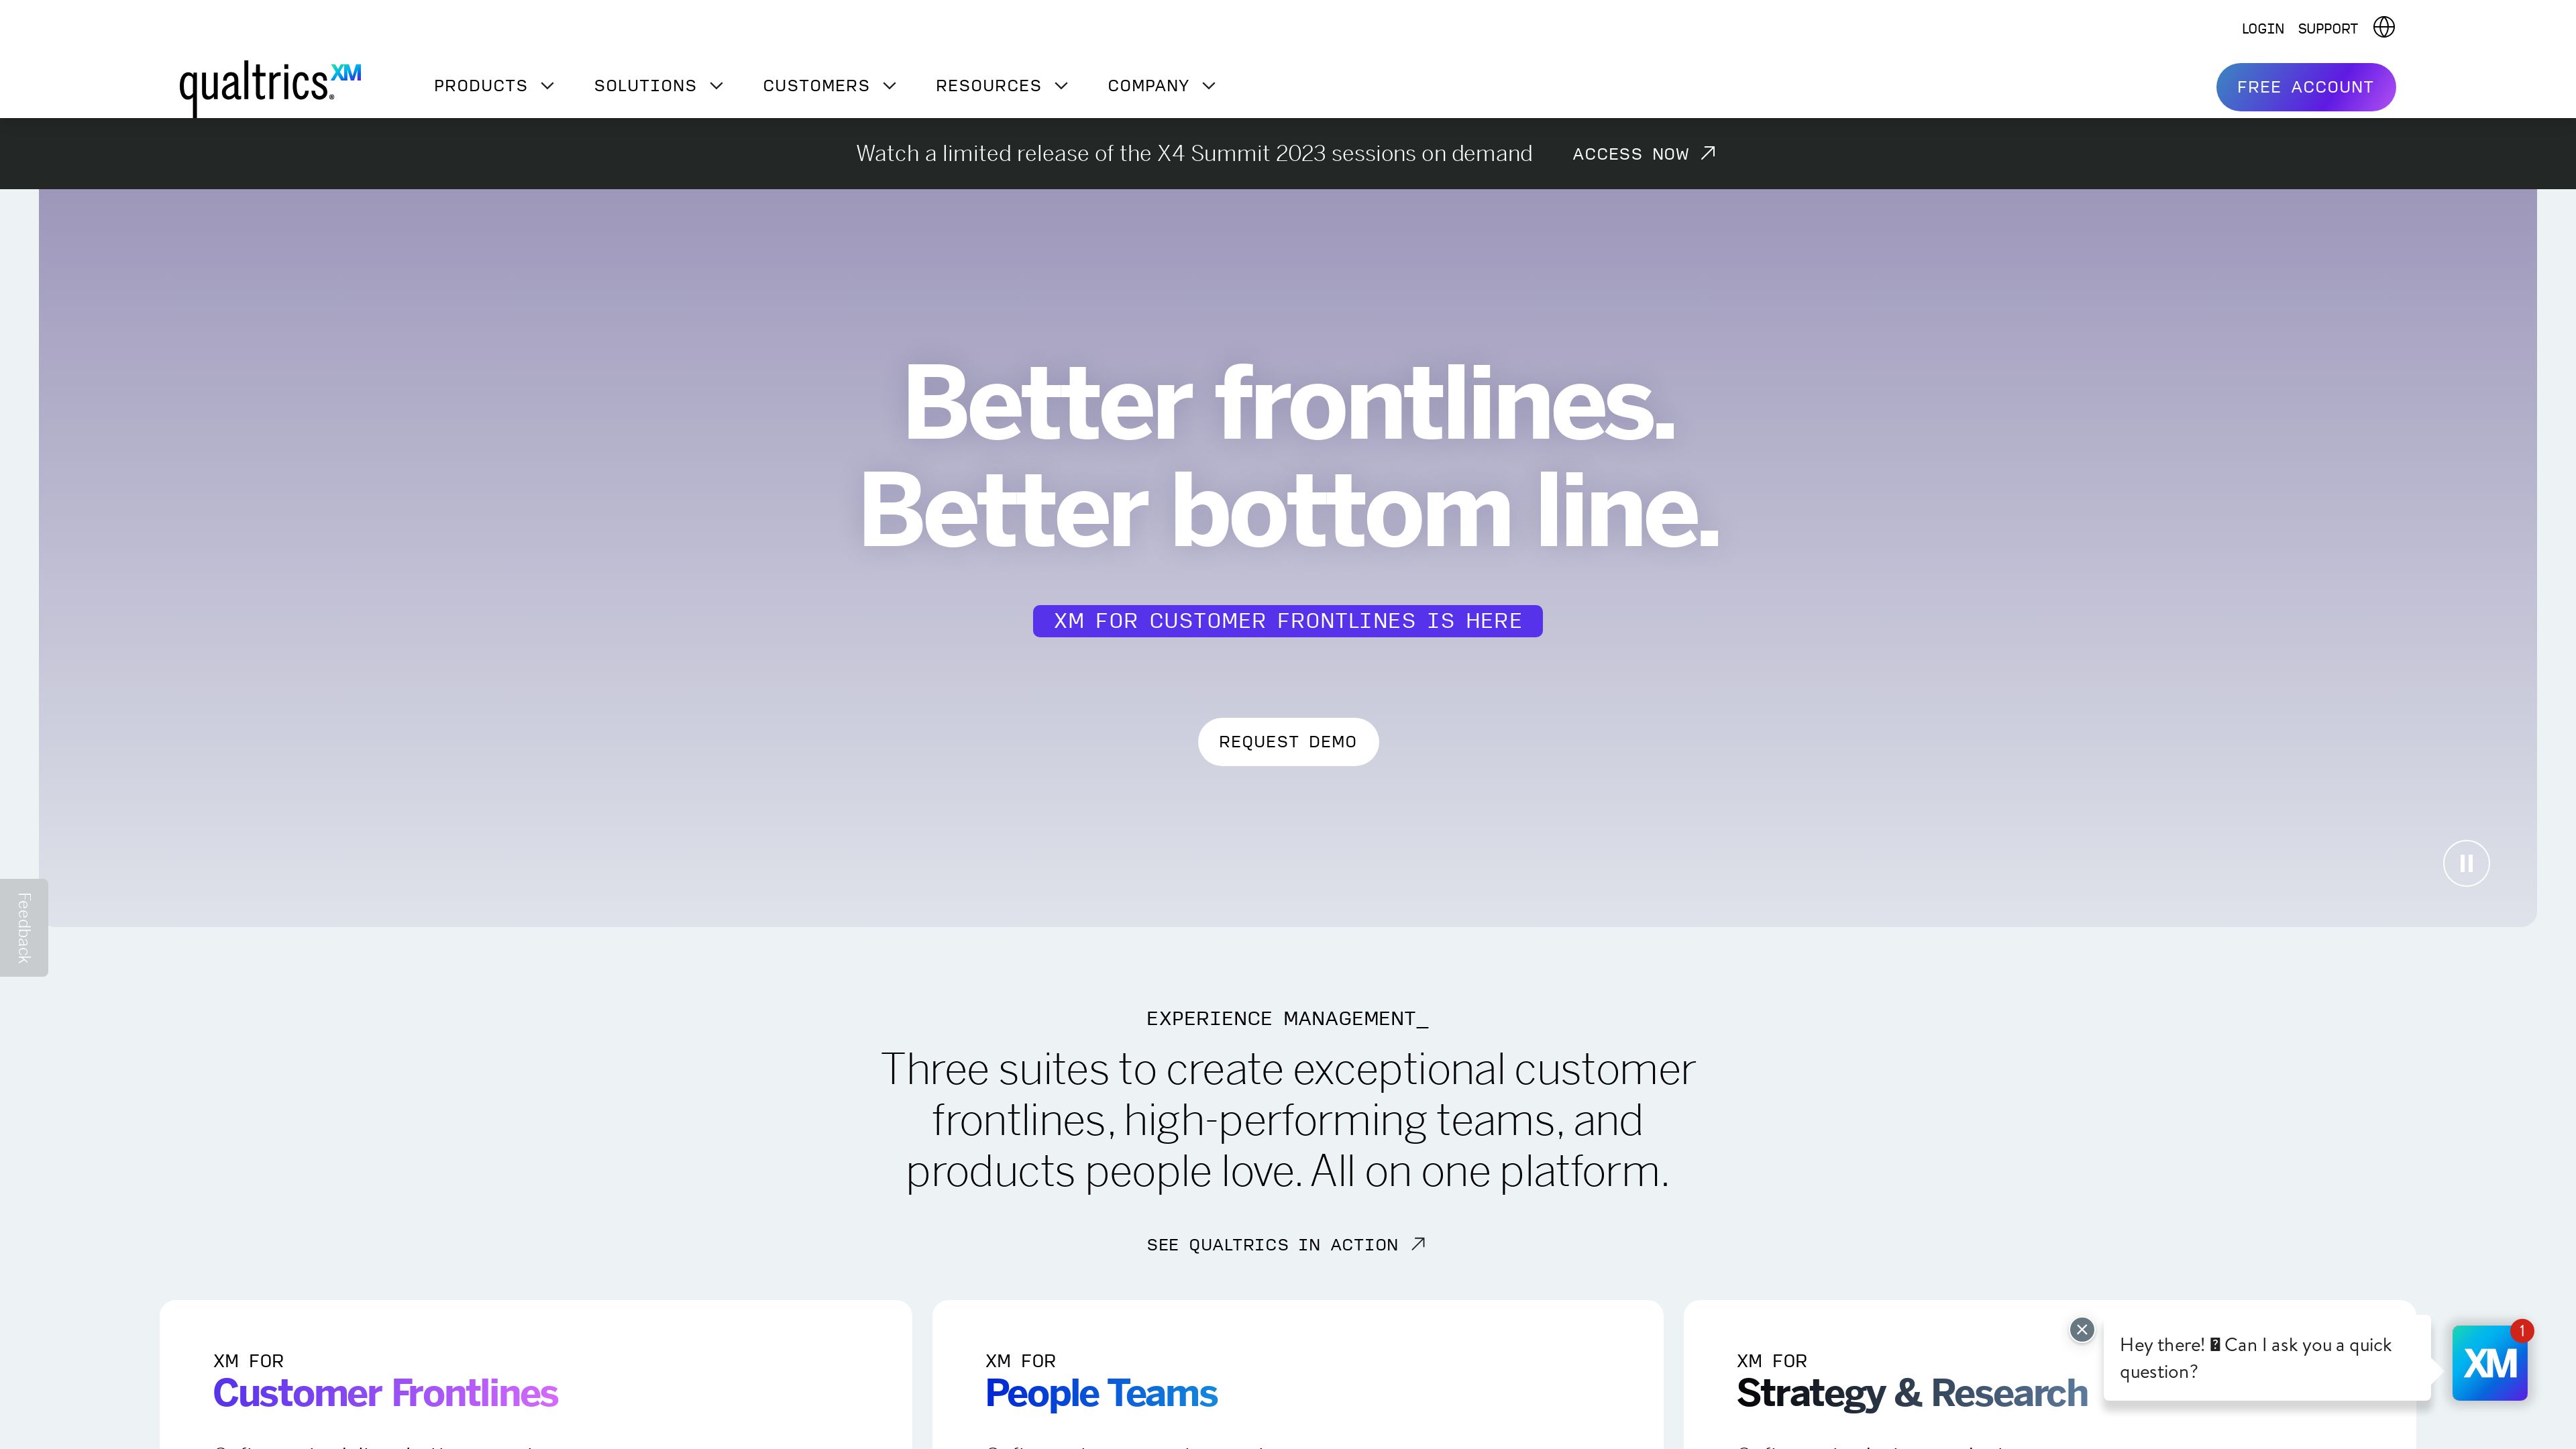 LOGIN SUPPORT
qualtrics.XM
PRODUCTS SOLUTIONS CUSTOMERS RESOURCES COMPANY
FREE ACCOUNT
Watch a limited release of the X4 Summit 2023 sessions on demand ACCESS NOW
Better frontlines.
Better bottom line.
XM FOR CUSTOMER FRONTLINES IS HERE
REQUEST DEMO
Feedback
EXPERIENCE MANAGEMENT_
Three suites to create exceptional customer
frontlines, high-performing teams, and
products people love. All on one platform.
SEE QUALTRICS IN ACTION
XM FOR
Customer Frontlines
XM FOR
People Teams
XM FOR
Strategy & Research
Hey there! Can I ask you a quick
question?
XM
1